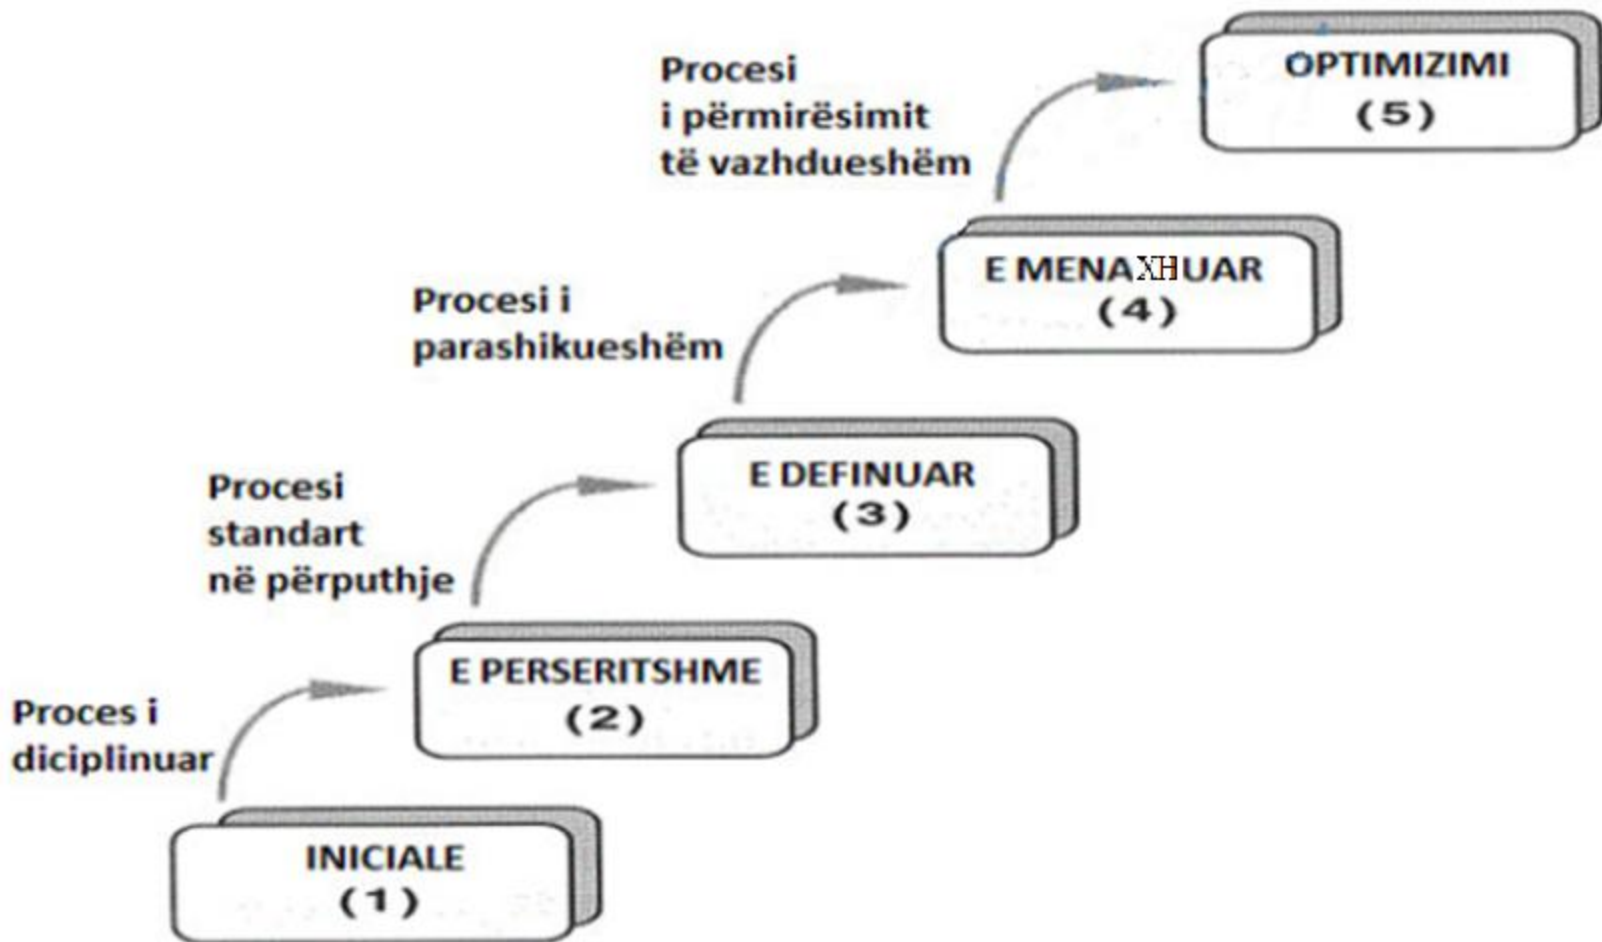 Procesi
i përmirësimit
të vazhdueshëm
OPTIMIZIMI
(5)
Procesi i
parashikueshëm
E MENAXHUAR
(4)
Procesi
standart
në përputhje
E DEFINUAR
(3)
Proces i
diciplinuar
E PERSERITSHME
(2)
INICIALE
(1)